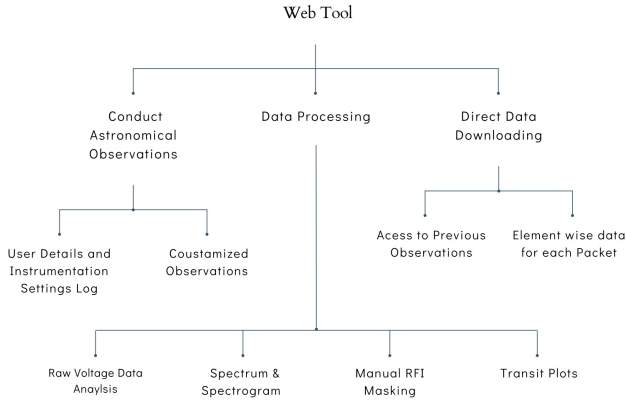 Web Tool
Conduct
Astronomical
Observations
Data Processing
Direct Data
Downloading
User Details and
Instrumentation
Settings Log
Coustamized
Observations
Acess to Previous
Observations
Element wise data
for each Packet
Raw Voltage Data
Anaylsis
Spectrum &
Spectrogram
Manual RFI
Masking
Transit Plots